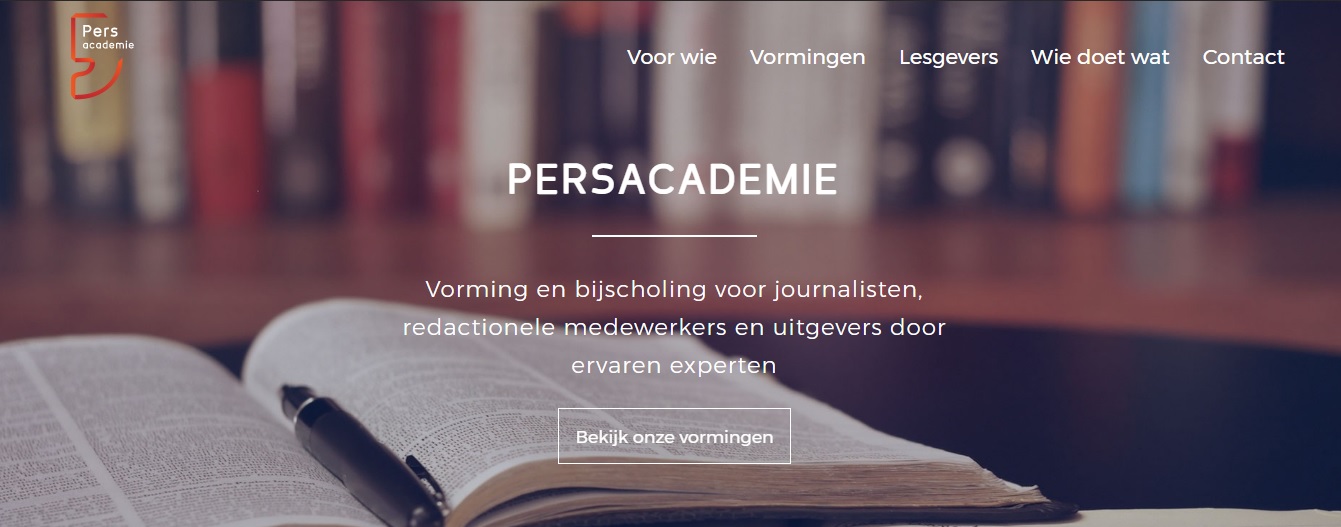 Pers
academie
Voor wie
Vormingen
Lesgevers
Wie doet wat
Contact
PERSACADEMIE
Vorming en bijscholing voor journalisten,
redactionele medewerkers en uitgevers door
ervaren experten
Bekijk onze vormingen